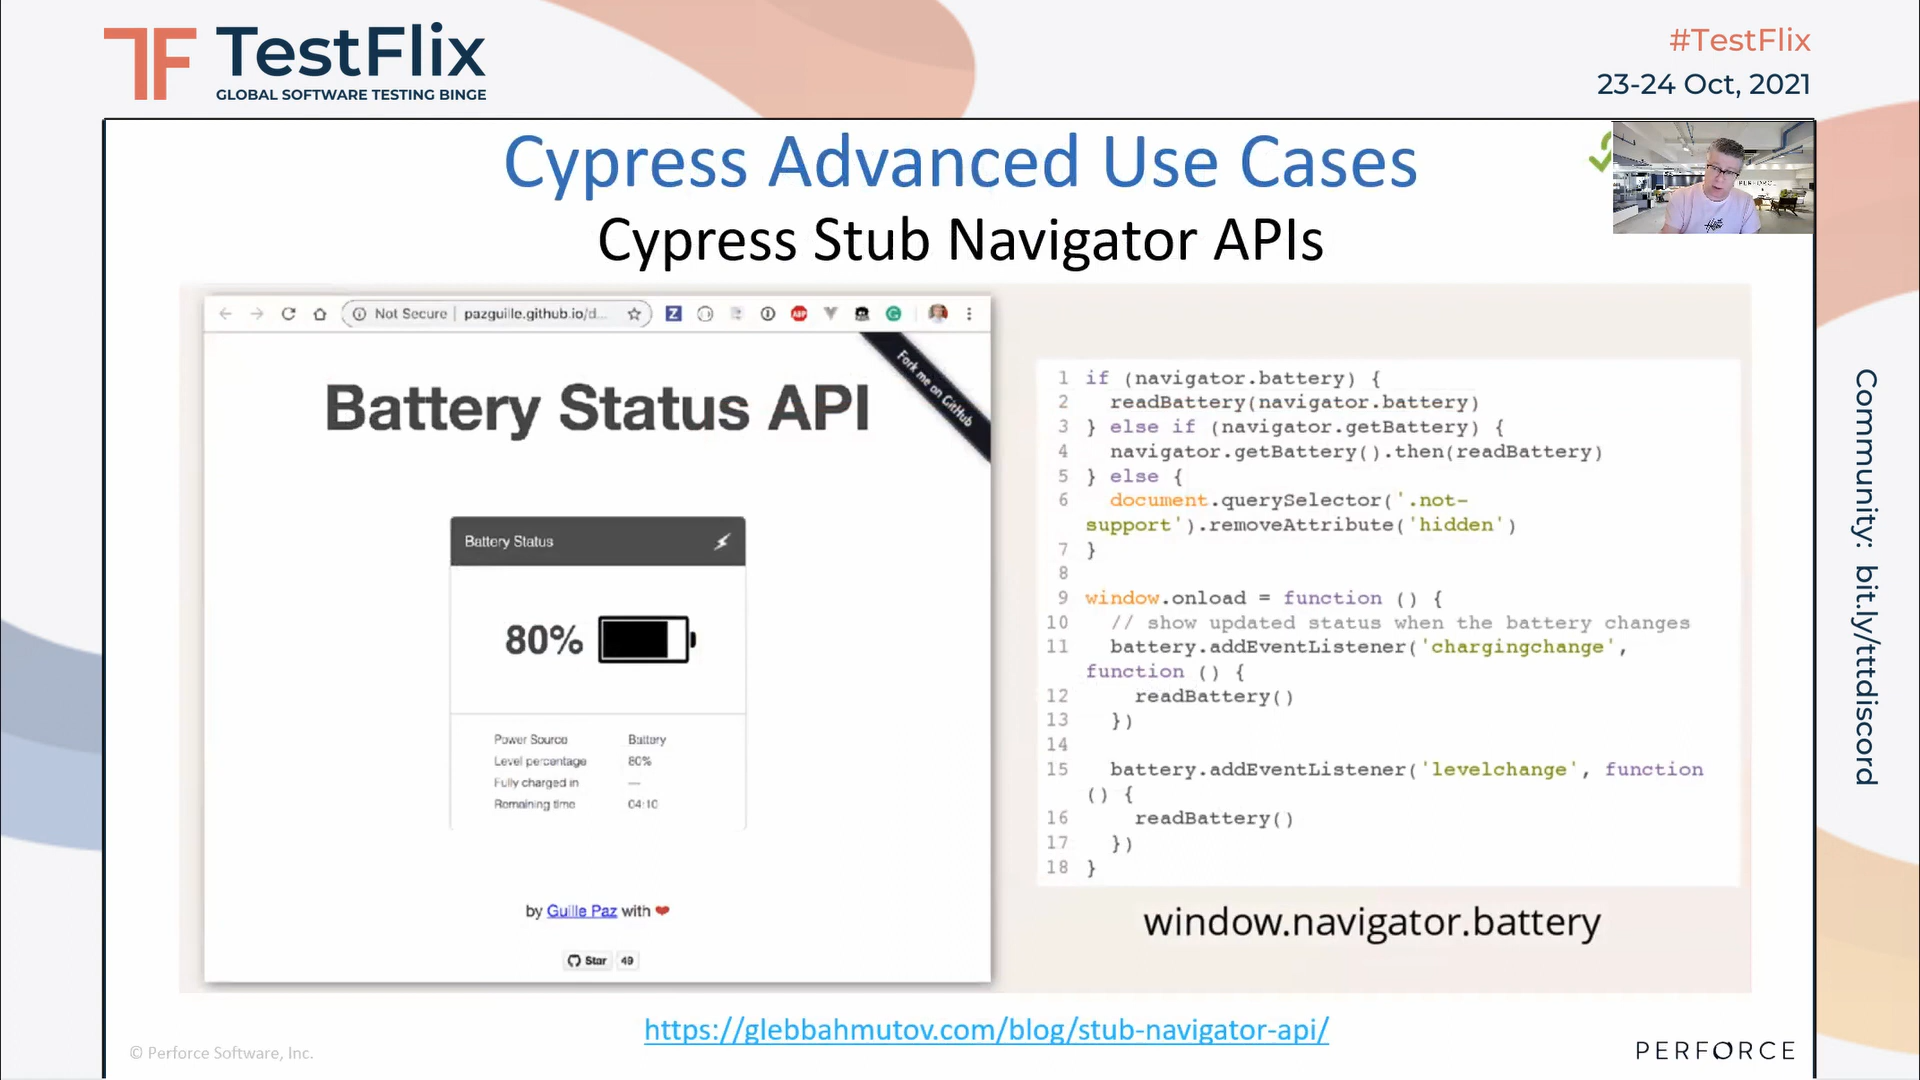 TF TestFlix
GLOBAL SOFTWARE TESTING BINGE
#TestFlix
23-24 Oct, 2021
Cypress Advanced Use Cases
Cypress Stub Navigator APIs
PERFORCE
Hello
Not Secure | pazguille.github.io/d...
ABP
Fork me on GitHub
Battery Status API
Battery Status
80%
Power Source Battery
Level percentage 80%
Fully charged in —
Remaining time 04:10
by Guille Paz with ❤
Star 49
1 if (navigator.battery) {
2 readBattery(navigator.battery)
3 } else if (navigator.getBattery) {
4 navigator.getBattery().then(readBattery)
5 } else {
6 document.querySelector('.not-
support').removeAttribute('hidden')
7 }
8
9 window.onload = function () {
10 // show updated status when the battery changes
11 battery.addEventListener('chargingchange',
function () {
12 readBattery()
13 })
14
15 battery.addEventListener('levelchange', function
() {
16 readBattery()
17 })
18 }
window.navigator.battery
https://glebbahmutov.com/blog/stub-navigator-api/
© Perforce Software, Inc.
PERFORCE
Community: bit.ly/tttdiscord